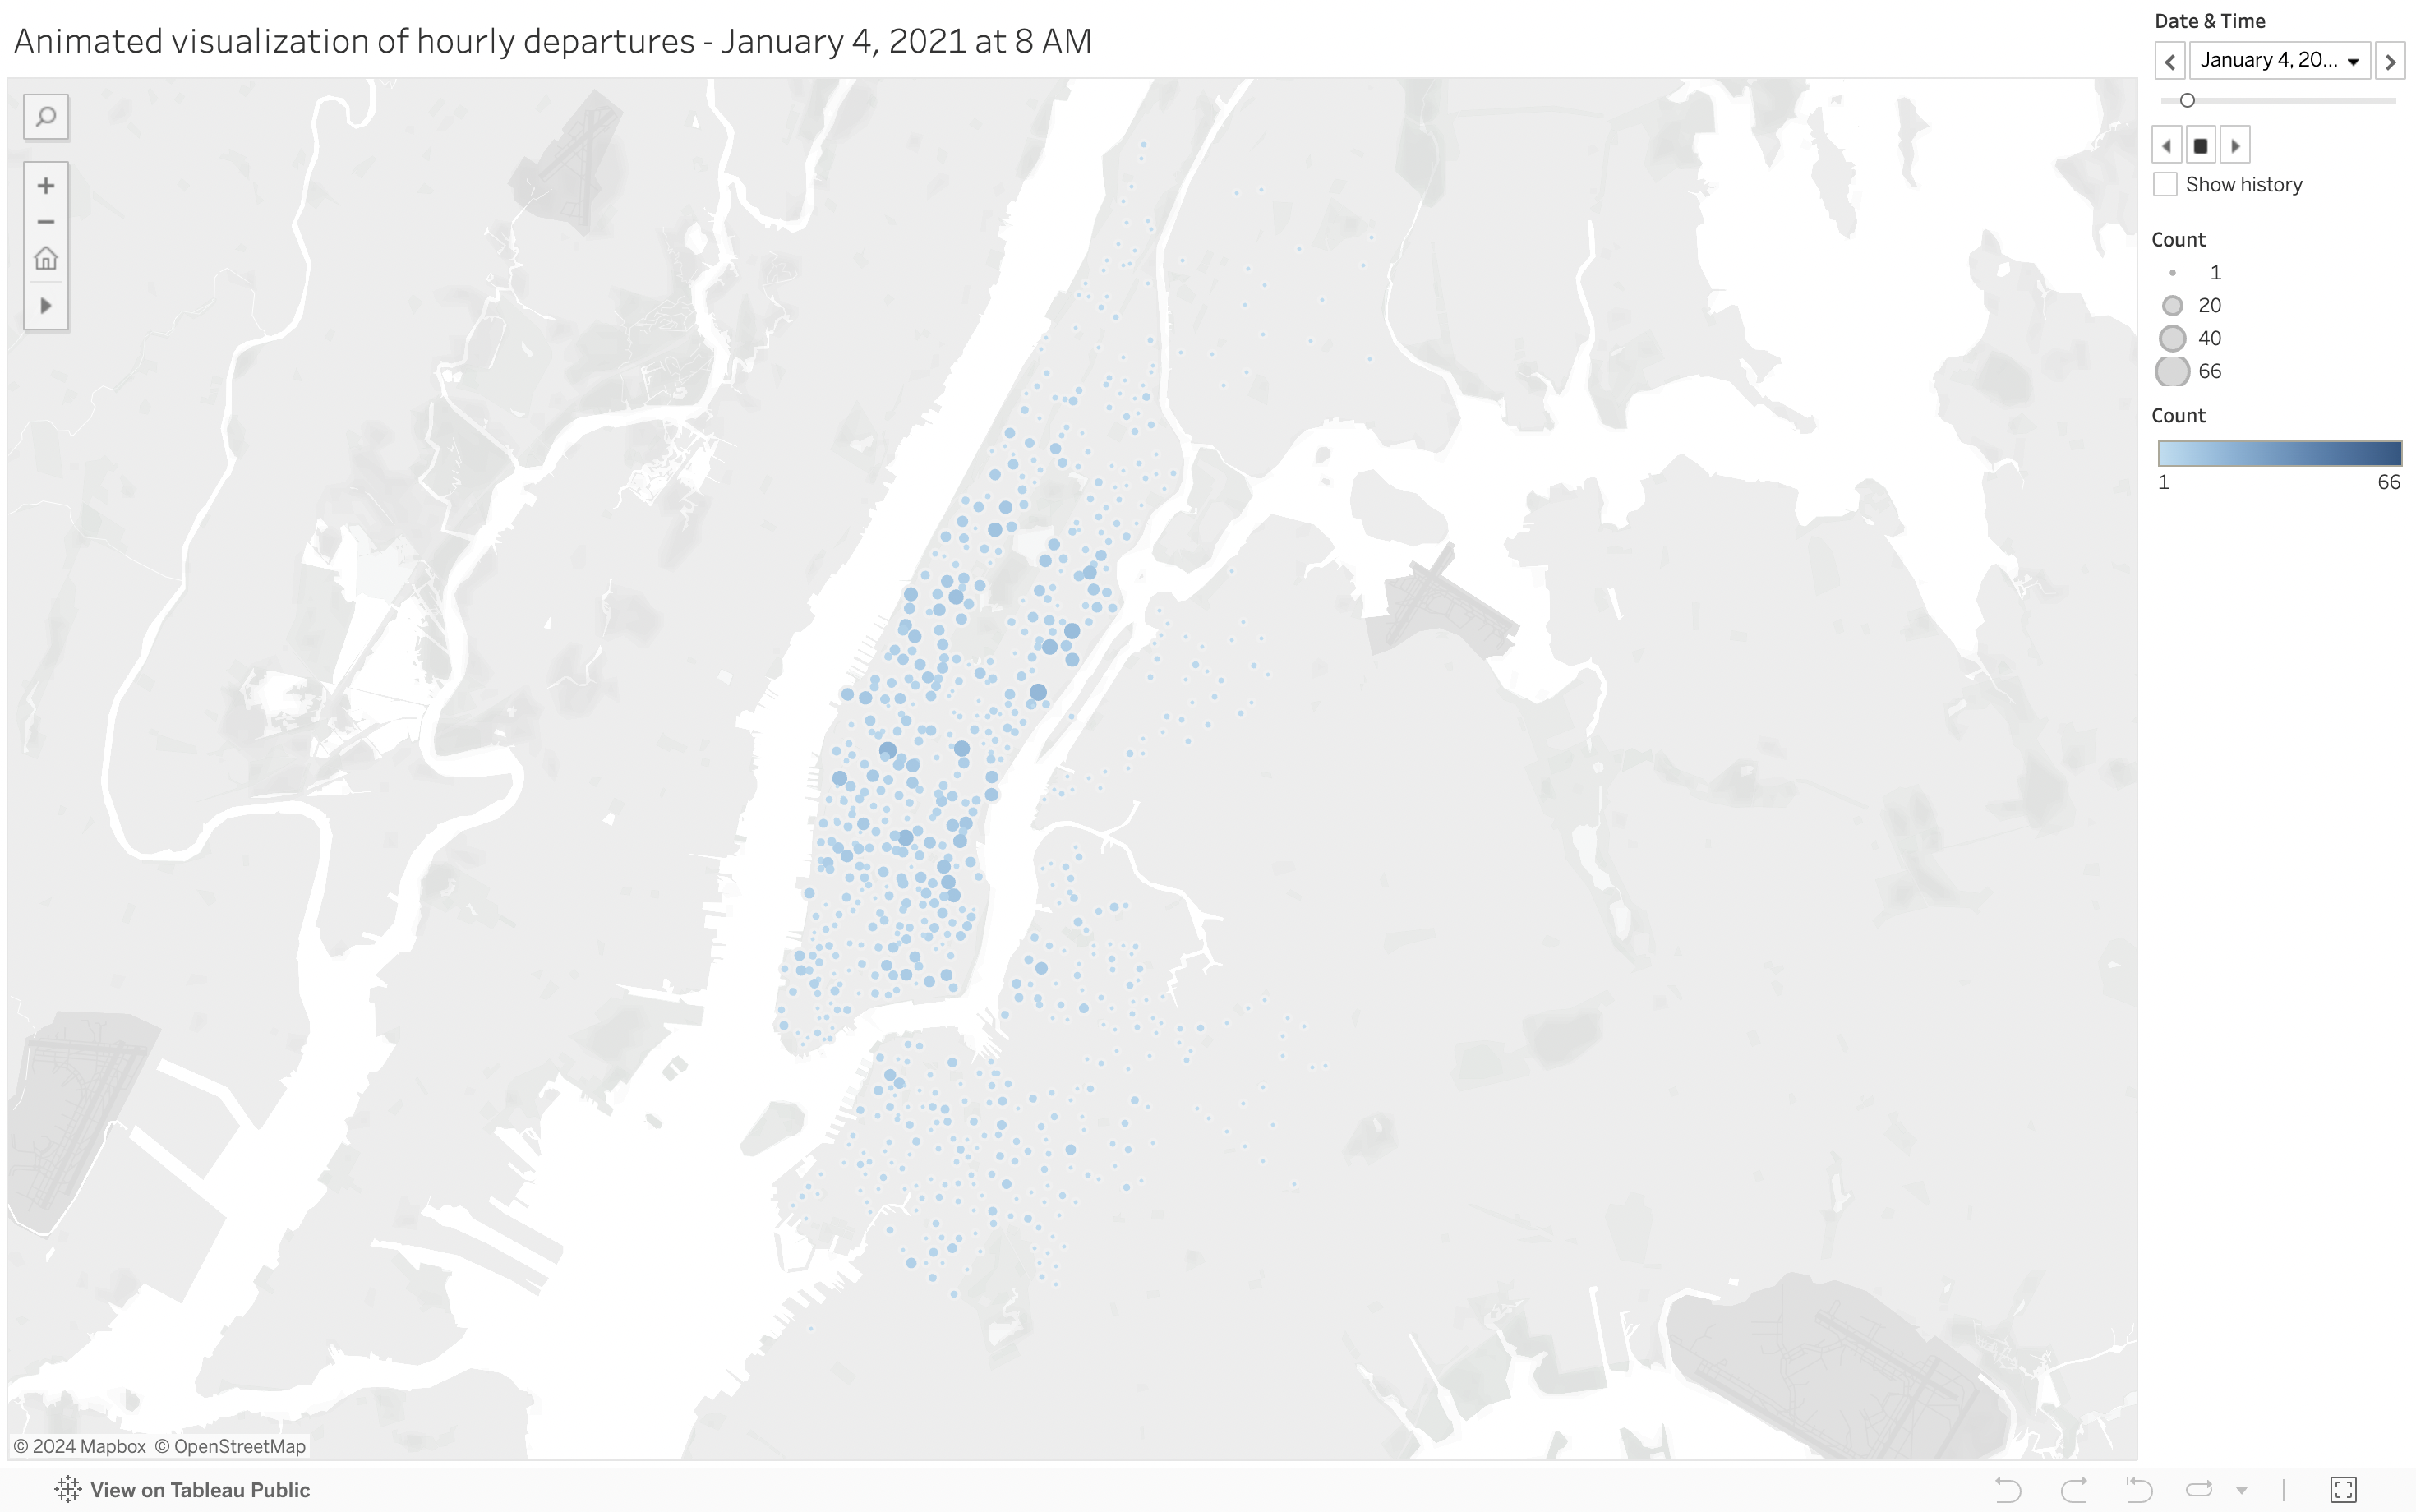 Animated visualization of hourly departures - January 4, 2021 at 8 AM
Date & Time
January 4, 20...
Show history
Count
1
20
40
66
Count
1 66
© 2024 Mapbox © OpenStreetMap
View on Tableau Public